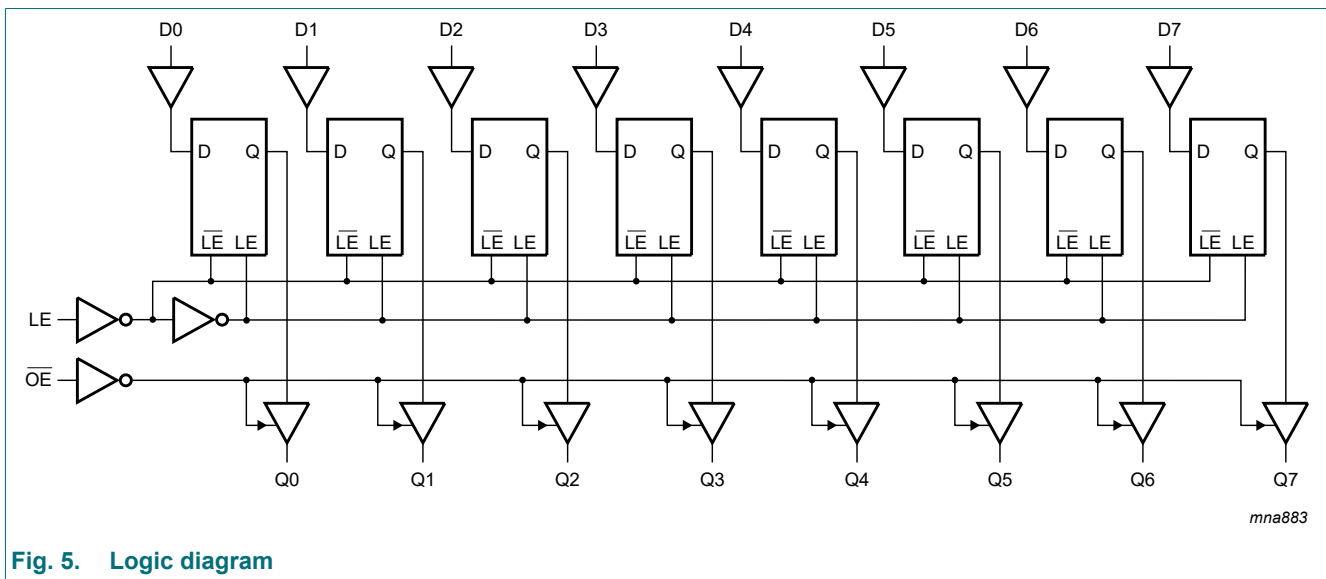 D0 D1 D2 D3 D4 D5 D6 D7
D Q D Q D Q D Q D Q D Q D Q D Q
L̅E̅ LE L̅E̅ LE L̅E̅ LE L̅E̅ LE L̅E̅ LE L̅E̅ LE L̅E̅ LE L̅E̅ LE
LE
O̅E̅
Q0 Q1 Q2 Q3 Q4 Q5 Q6 Q7
mna883
Fig. 5. Logic diagram